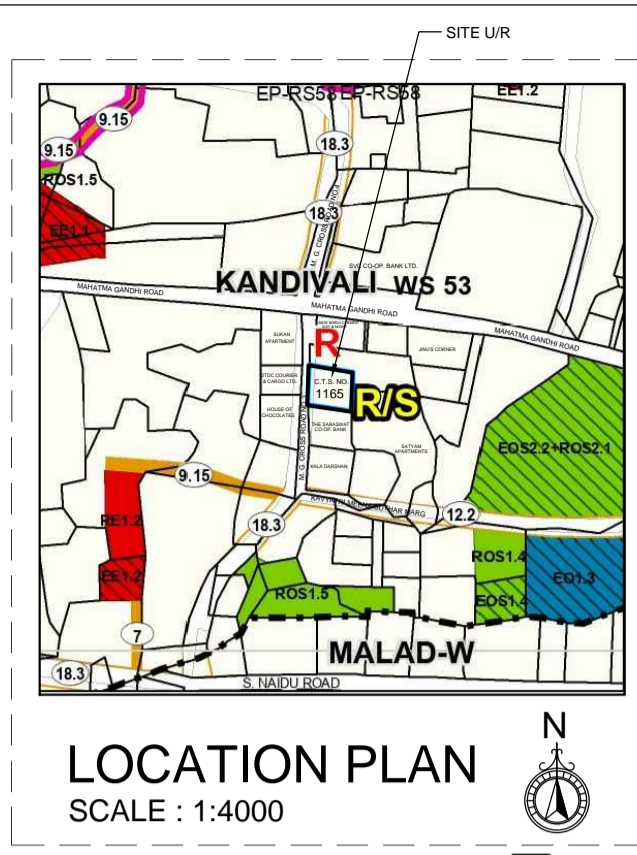 SITE U/R
EP-RS58
EP-RS58
EE1.2
9.15
9.15
ROS1.5
EE1.1
18.3
18.3
M. G. CROSS ROAD NO.4
SVC CO-OP. BANK LTD.
KANDIVALI WS 53
MAHATMA GANDHI ROAD
MAHATMA GANDHI ROAD
MAHATMA GANDHI ROAD
SUKAN
APARTMENT
R
JINU'S CORNER
DTDC COURIER
& CARGO LTD.
C.T.S. NO.
1165
R/S
HOUSE OF
CHOCOLATES
M. G. CROSS ROAD NO.
THE SARASWAT
CO-OP. BANK
SATYAM
APARTMENTS
KALA DARSHAN
EOS2.2+ROS2.1
9.15
MARG
12.2
18.3
RE1.2
EE1.2
ROS1.4
EOS1.4
EO1.3
ROS1.5
7
MALAD-W
18.3
S. NAIDU ROAD
LOCATION PLAN
SCALE : 1:4000
N